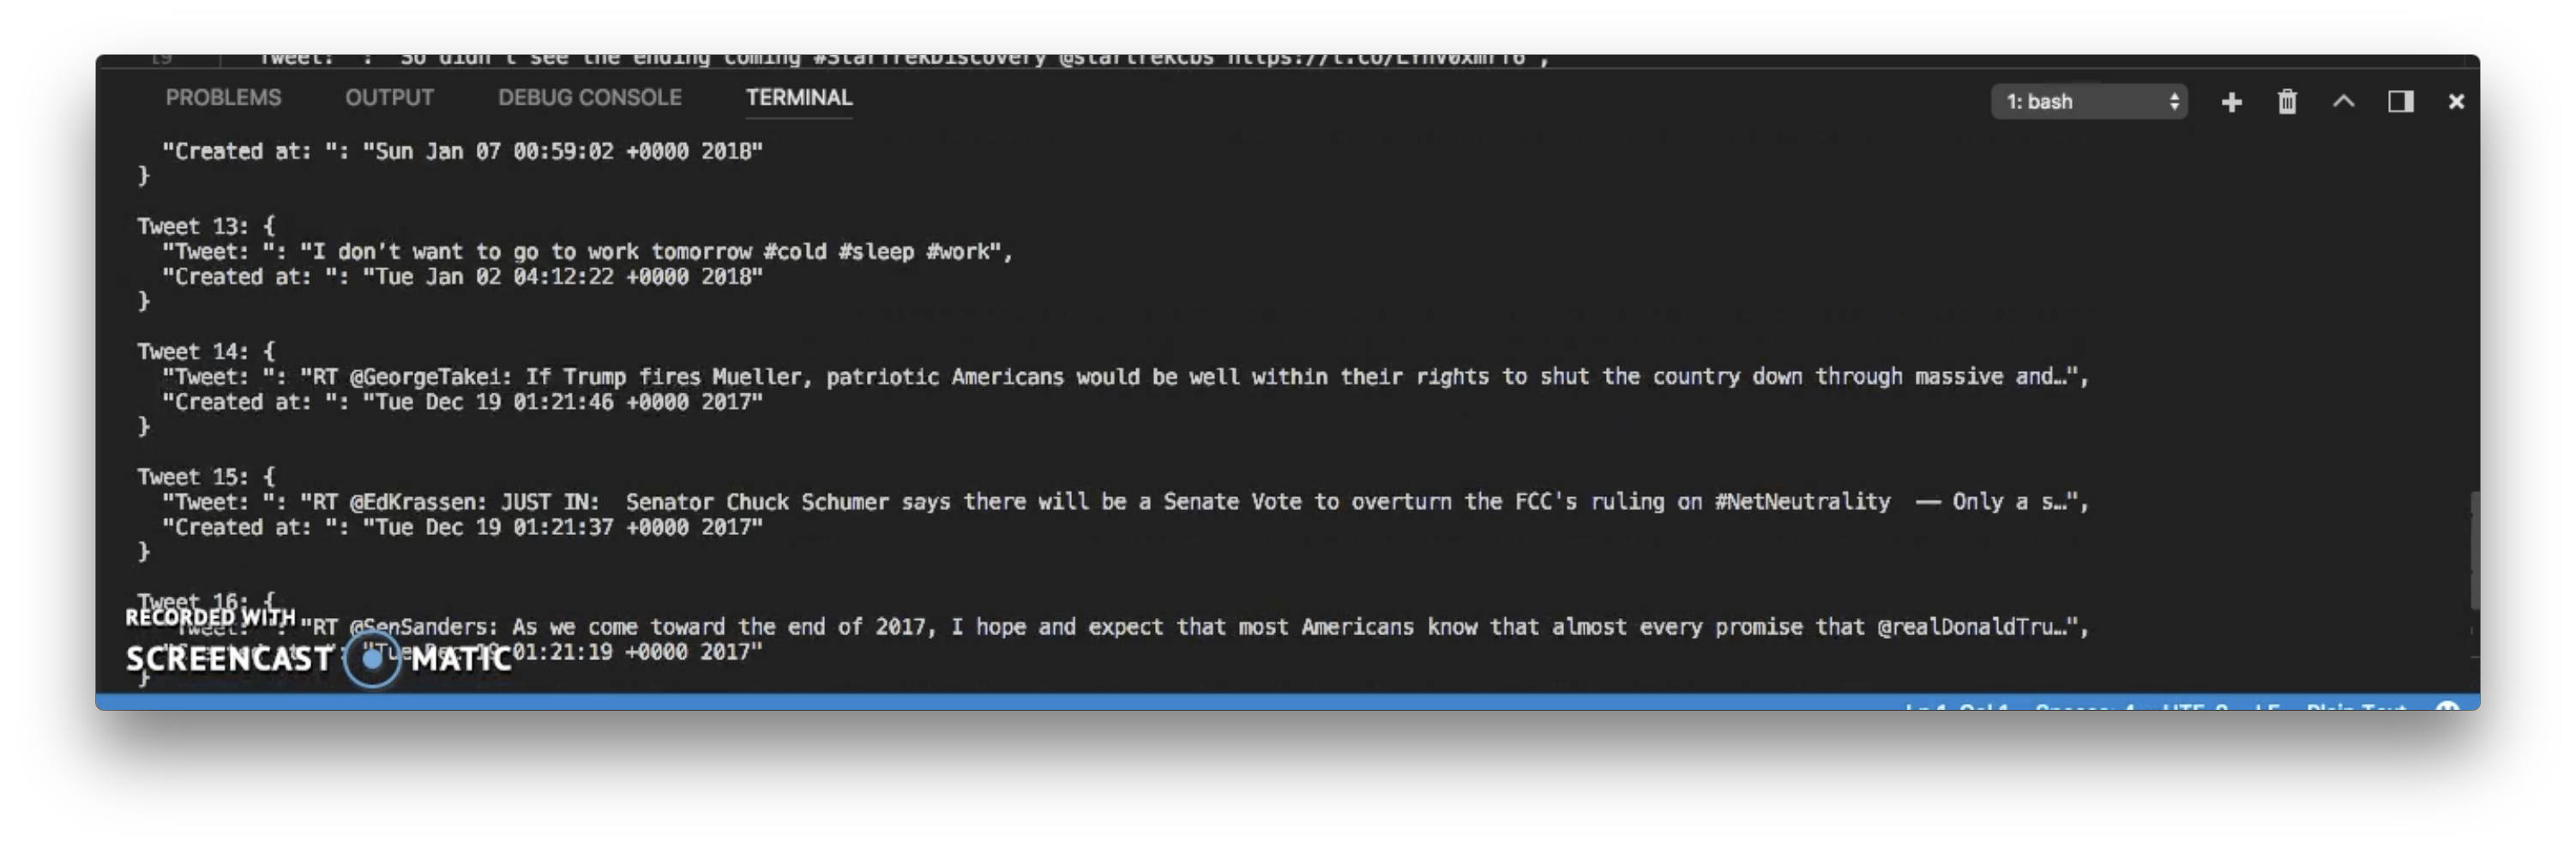 19 "Tweet: ": "So didn't see the ending coming #StarTrekDiscovery @startrekcbs
PROBLEMS OUTPUT DEBUG CONSOLE TERMINAL 1: bash
"Created at: ": "Sun Jan 07 00:59:02 +0000 2018"
}
Tweet 13: {
"Tweet: ": "I don’t want to go to work tomorrow #cold #sleep #work",
"Created at: ": "Tue Jan 02 04:12:22 +0000 2018"
}
Tweet 14: {
"Tweet: ": "RT @GeorgeTakei: If Trump fires Mueller, patriotic Americans would be well within their rights to shut the country down through massive and…",
"Created at: ": "Tue Dec 19 01:21:46 +0000 2017"
}
Tweet 15: {
"Tweet: ": "RT @EdKrassen: JUST IN:  Senator Chuck Schumer says there will be a Senate Vote to overturn the FCC's ruling on #NetNeutrality  — Only a s…",
"Created at: ": "Tue Dec 19 01:21:37 +0000 2017"
}
Tweet 16: {
RECORDED WITH
"Tweet: ": "RT @SenSanders: As we come toward the end of 2017, I hope and expect that most Americans know that almost every promise that @realDonaldTru…",
"Created at: ": "Tue Dec 19 01:21:19 +0000 2017"
SCREENCAST MATIC
}
Ln 1, Col 1 Spaces: 4 UTF-8 LF Plain Text